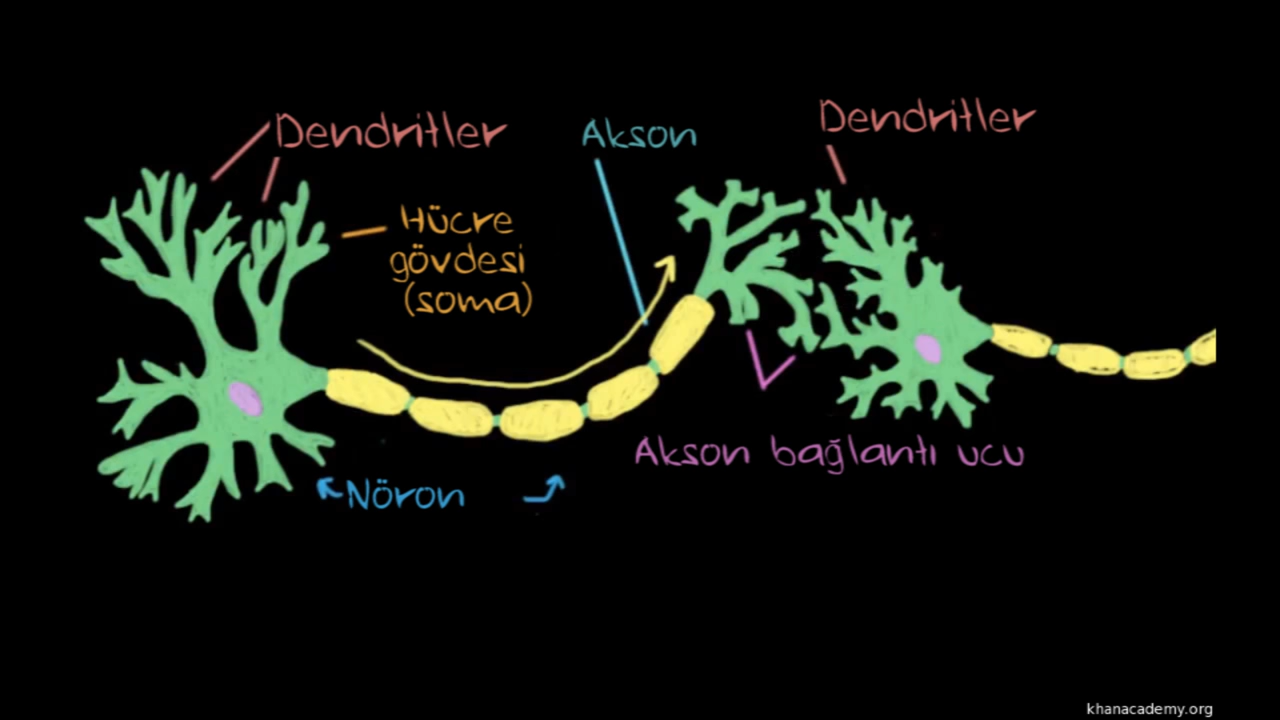 Dendritler
Akson
Dendritler
Hücre
gövdesi
(soma)
Akson bağlantı ucu
Nöron
khanacademy.org